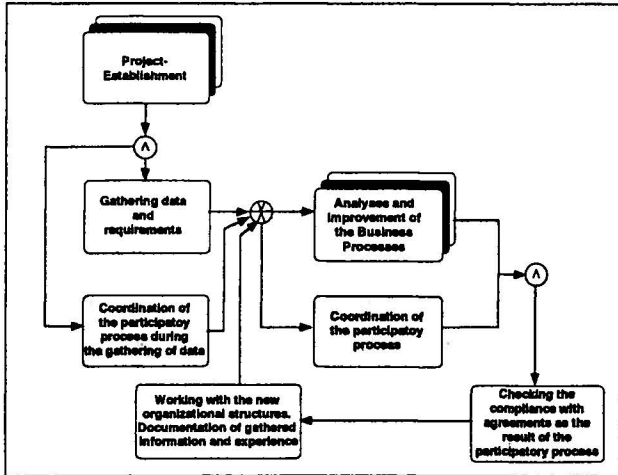 Project-
Establishment
Λ
Gathering data
and
requirements
Analyses and
Improvement of
the Business
Processes
Λ
Coordination of
the participatoy
process during
the gathering of data
Coordination of
the participatoy
process
Working with the new
organizational structures.
Documentation of gathered
information and experience
Checking the
compliance with
agreements as the
result of the
participatory process